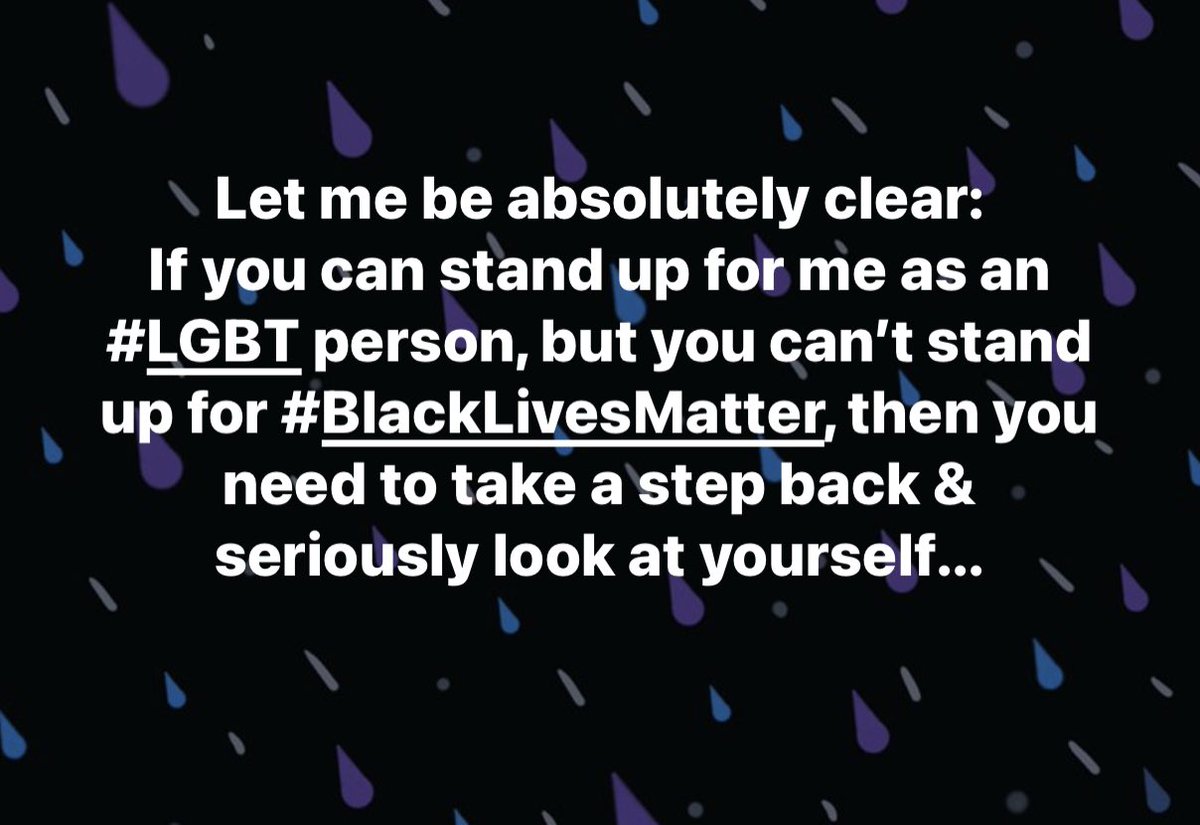 Let me be absolutely clear:
If you can stand up for me as an
#LGBT person, but you can’t stand
up for #BlackLivesMatter, then you
need to take a step back &
seriously look at yourself...